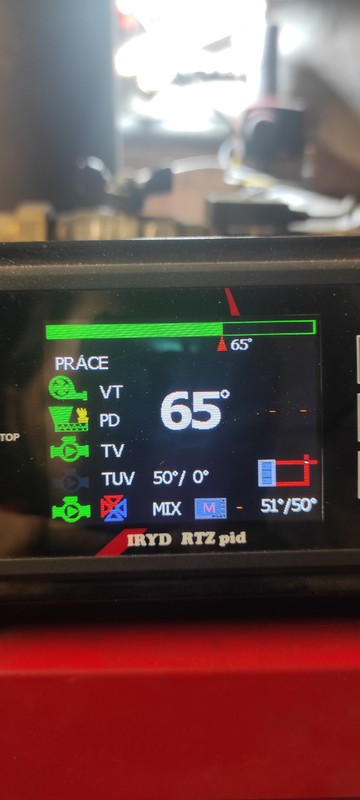 65°
PRÁCE
VT
PD
65°
TV
TOP
TUV 50°/ 0°
MIX M - 51°/50°
IRYD RTZ pid